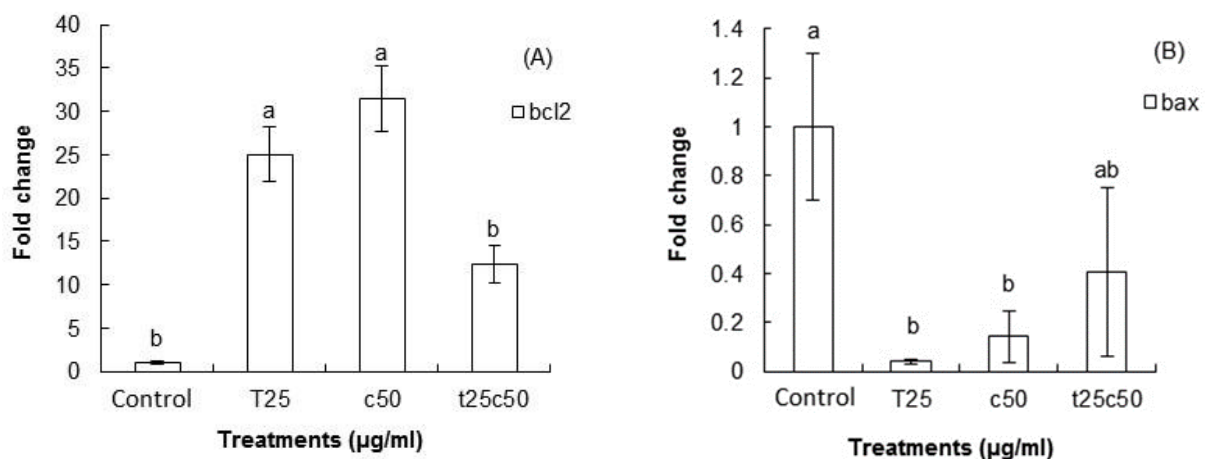 40
35
30
25
20
15
10
5
0
Fold change
b
a
a
b
(A)
bcl2
Control T25 c50 t25c50
Treatments (µg/ml)
1.4
1.2
1
0.8
0.6
0.4
0.2
0
Fold change
a
b
b
ab
(B)
bax
Control T25 c50 t25c50
Treatments (µg/ml)